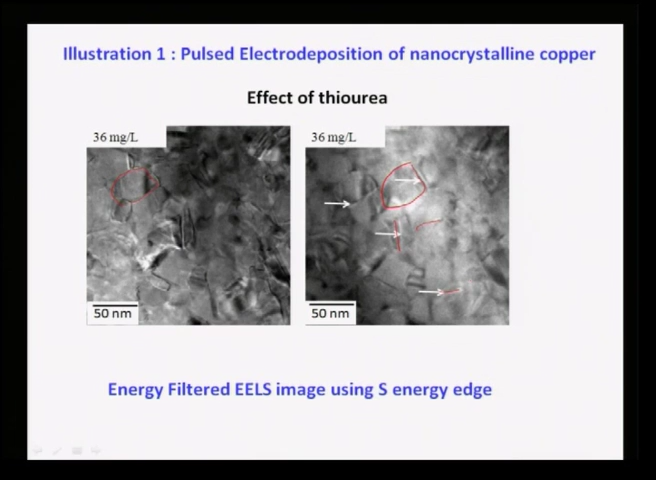 Illustration 1 : Pulsed Electrodeposition of nanocrystalline copper
Effect of thiourea
36 mg/L
36 mg/L
50 nm
50 nm
Energy Filtered EELS image using S energy edge